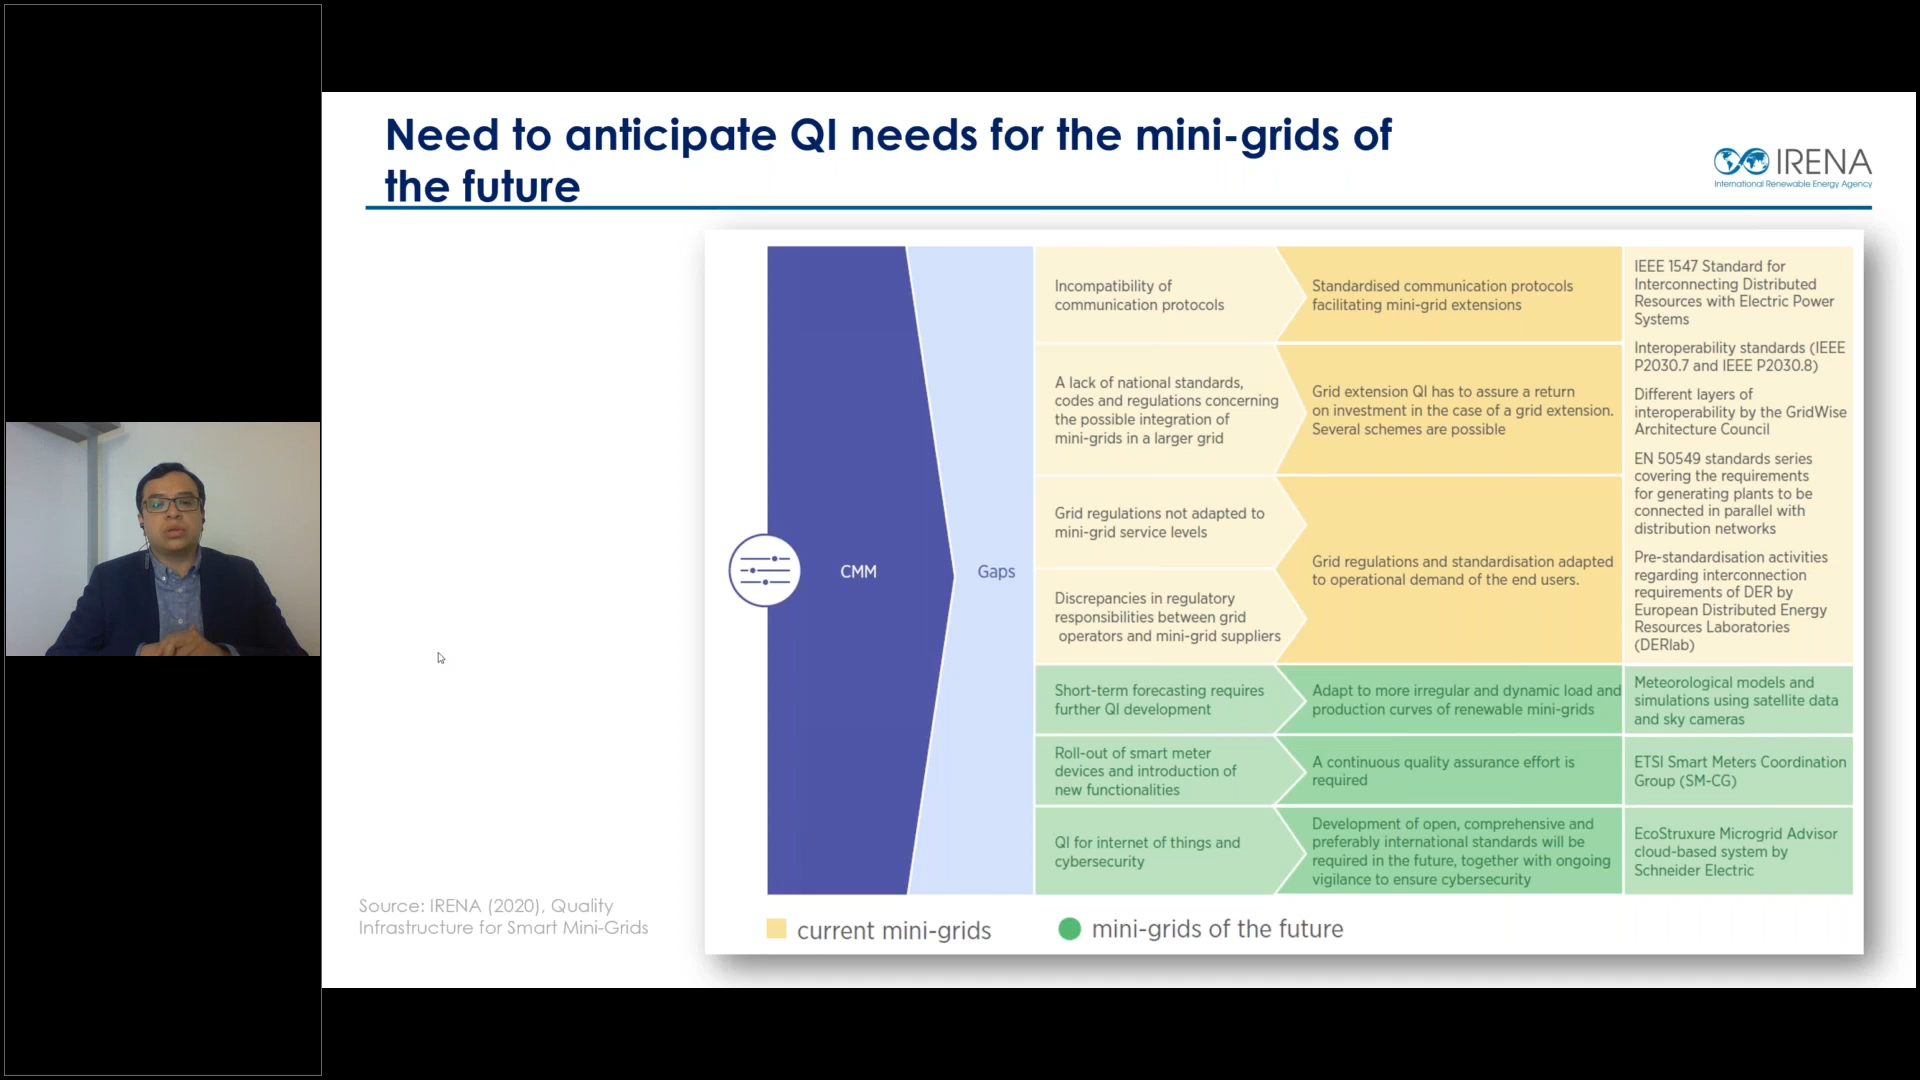 Need to anticipate QI needs for the mini-grids of
the future
IRENA
International Renewable Energy Agency
CMM
Gaps
Incompatibility of
communication protocols
Standardised communication protocols
facilitating mini-grid extensions
A lack of national standards,
codes and regulations concerning
the possible integration of
mini-grids in a larger grid
Grid extension QI has to assure a return
on investment in the case of a grid extension.
Several schemes are possible
Grid regulations not adapted to
mini-grid service levels
Discrepancies in regulatory
responsibilities between grid
operators and mini-grid suppliers
Grid regulations and standardisation adapted
to operational demand of the end users.
IEEE 1547 Standard for
Interconnecting Distributed
Resources with Electric Power
Systems
Interoperability standards (IEEE
P2030.7 and IEEE P2030.8)
Different layers of
interoperability by the GridWise
Architecture Council
EN 50549 standards series
covering the requirements
for generating plants to be
connected in parallel with
distribution networks
Pre-standardisation activities
regarding interconnection
requirements of DER by
European Distributed Energy
Resources Laboratories
(DERlab)
Short-term forecasting requires
further QI development
Adapt to more irregular and dynamic load and
production curves of renewable mini-grids
Meteorological models and
simulations using satellite data
and sky cameras
Roll-out of smart meter
devices and introduction of
new functionalities
A continuous quality assurance effort is
required
ETSI Smart Meters Coordination
Group (SM-CG)
QI for internet of things and
cybersecurity
Development of open, comprehensive and
preferably international standards will be
required in the future, together with ongoing
vigilance to ensure cybersecurity
EcoStruxure Microgrid Advisor
cloud-based system by
Schneider Electric
current mini-grids
mini-grids of the future
Source: IRENA (2020), Quality
Infrastructure for Smart Mini-Grids